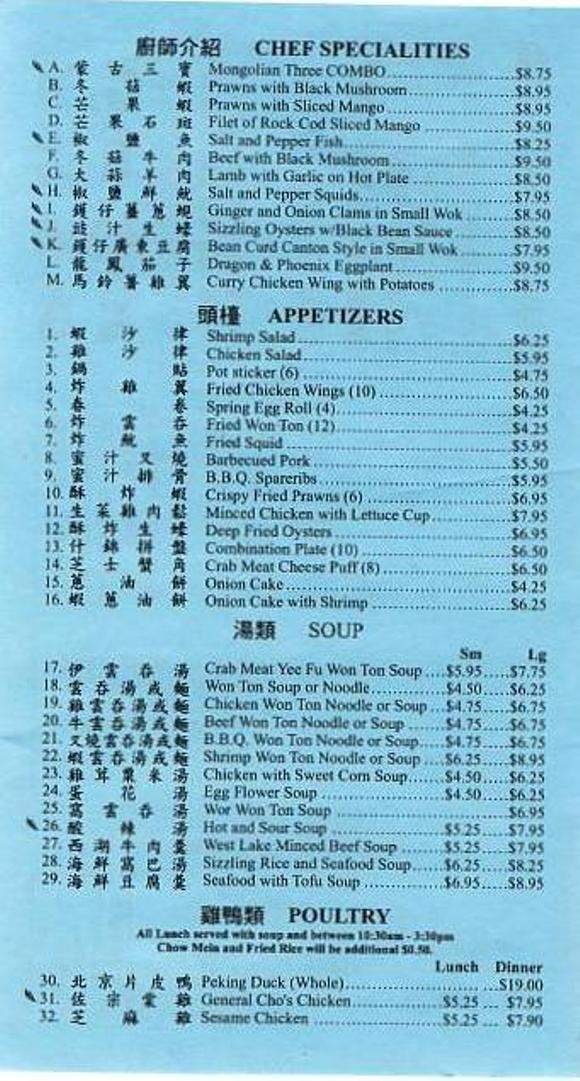 廚師介紹 CHEF SPECIALITIES
A. 蒙古三寶 Mongolian Three COMBO $8.75
B. 冬菇蝦 Prawns with Black Mushroom $8.95
C. 芒果蝦 Prawns with Sliced Mango $8.95
D. 芒果石斑 Filet of Rock Cod Sliced Mango $9.50
E. 椒鹽魚 Salt and Pepper Fish $8.25
F. 冬菇牛肉 Beef with Black Mushroom $9.50
G. 大蒜羊肉 Lamb with Garlic on Hot Plate $8.50
H. 椒鹽鮮魷 Salt and Pepper Squids $7.95
I. 鑊仔薑蔥蜆 Ginger and Onion Clams in Small Wok $8.50
J. 豉汁生蠔 Sizzling Oysters w/Black Bean Sauce $8.50
K. 鑊仔廣東豆腐 Bean Curd Canton Style in Small Wok $7.95
L. 龍鳳茄子 Dragon & Phoenix Eggplant $9.50
M. 馬鈴薯雞翼 Curry Chicken Wing with Potatoes $8.75
頭檯 APPETIZERS
1. 蝦沙律 Shrimp Salad $6.25
2. 雞沙律 Chicken Salad $5.95
3. 鍋貼 Pot sticker (6) $4.75
4. 炸雞翼 Fried Chicken Wings (10) $6.50
5. 春卷 Spring Egg Roll (4) $4.25
6. 炸雲吞 Fried Won Ton (12) $4.25
7. 炸魷魚 Fried Squid $5.95
8. 蜜汁叉燒 Barbecued Pork $5.50
9. 蜜汁排骨 B.B.Q. Spareribs $5.95
10. 酥炸蝦 Crispy Fried Prawns (6) $6.95
11. 生菜雞肉鬆 Minced Chicken with Lettuce Cup $7.95
12. 酥炸生蠔 Deep Fried Oysters $6.95
13. 什錦拼盤 Combination Plate (10) $6.50
14. 芝士蟹角 Crab Meat Cheese Puff (8) $6.50
15. 蔥油餅 Onion Cake $4.25
16. 蝦蔥油餅 Onion Cake with Shrimp $6.25
湯類 SOUP
Sm Lg
17. 伊雲吞湯 Crab Meat Yee Fu Won Ton Soup $5.95 $7.75
18. 雲吞湯或麵 Won Ton Soup or Noodle $4.50 $6.25
19. 雞雲吞湯或麵 Chicken Won Ton Noodle or Soup $4.75 $6.75
20. 牛雲吞湯或麵 Beef Won Ton Noodle or Soup $4.75 $6.75
21. 叉燒雲吞湯或麵 B.B.Q. Won Ton Noodle or Soup $4.75 $6.75
22. 蝦雲吞湯或麵 Shrimp Won Ton Noodle or Soup $6.25 $8.95
23. 雞茸粟米湯 Chicken with Sweet Corn Soup $4.50 $6.25
24. 蛋花湯 Egg Flower Soup $4.50 $6.25
25. 窩雲吞湯 Wor Won Ton Soup $6.95
26. 酸辣湯 Hot and Sour Soup $5.25 $7.95
27. 西湖牛肉羹 West Lake Minced Beef Soup $5.25 $7.95
28. 海鮮窩巴湯 Sizzling Rice and Seafood Soup $6.25 $8.25
29. 海鮮豆腐羹 Seafood with Tofu Soup $6.95 $8.95
雞鴨類 POULTRY
All Lunch served with soup and between 10:30am - 3:30pm
Chow Mein and Fried Rice will be additional $0.50.
Lunch Dinner
30. 北京片皮鴨 Peking Duck (Whole) $19.00
31. 佐宗棠雞 General Cho's Chicken $5.25 $7.95
32. 芝麻雞 Sesame Chicken $5.25 $7.90